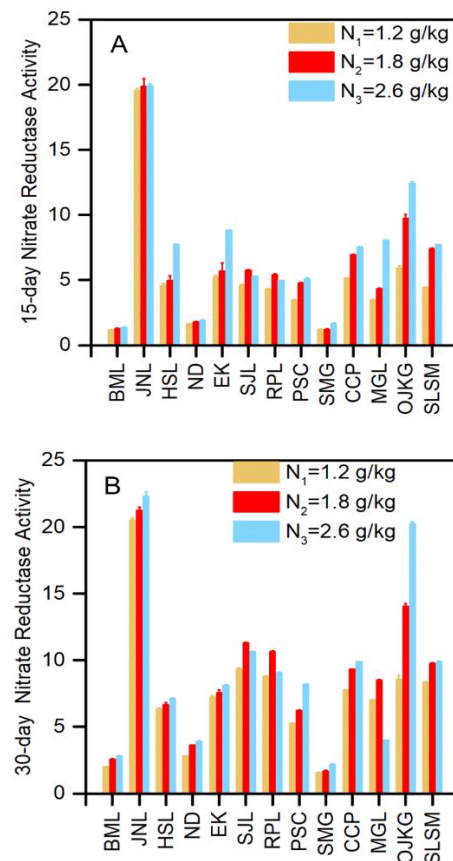 A
N₁=1.2 g/kg
N₂=1.8 g/kg
N₃=2.6 g/kg
15-day Nitrate Reductase Activity
25
20
15
10
5
0
BML JNL HSL ND EK SJL RPL PSC SMG CCP MGL OJKG SLSM
B
N₁=1.2 g/kg
N₂=1.8 g/kg
N₃=2.6 g/kg
30-day Nitrate Reductase Activity
25
20
15
10
5
0
BML JNL HSL ND EK SJL RPL PSC SMG CCP MGL OJKG SLSM